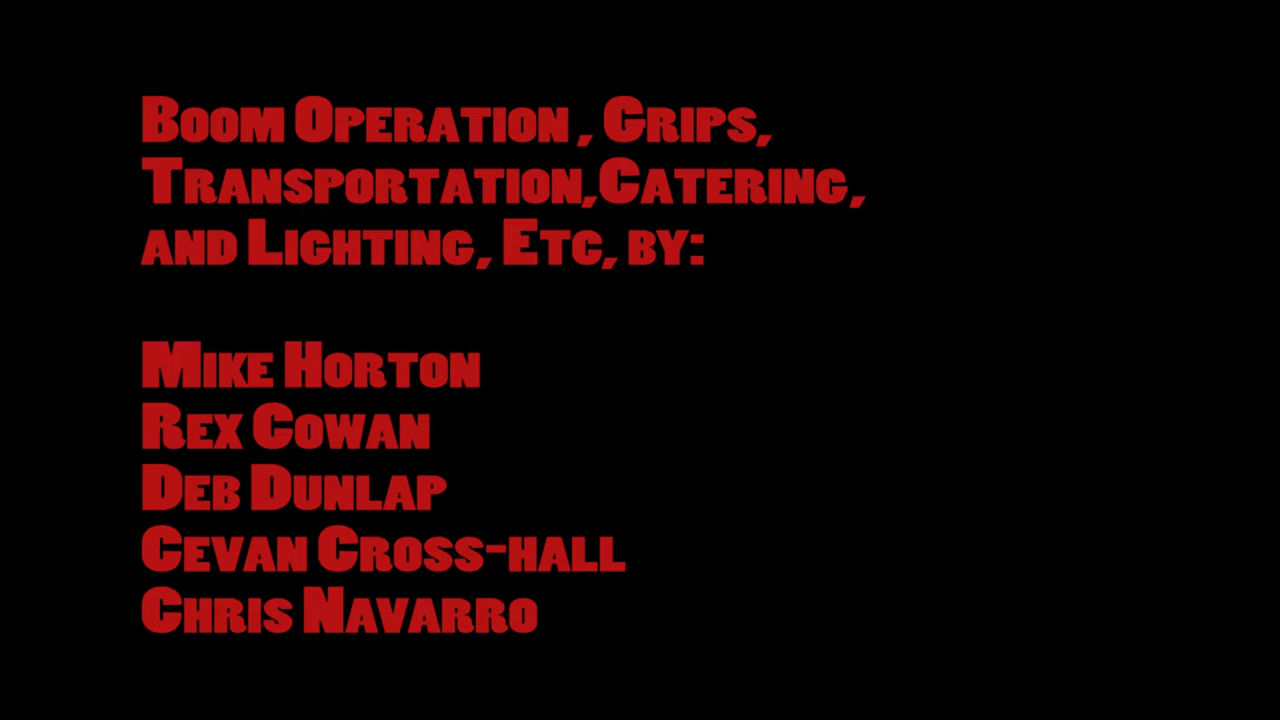 Boom Operation , Grips,
Transportation,Catering,
and Lighting, Etc, by:
Mike Horton
Rex Cowan
Deb Dunlap
Cevan Cross-hall
Chris Navarro